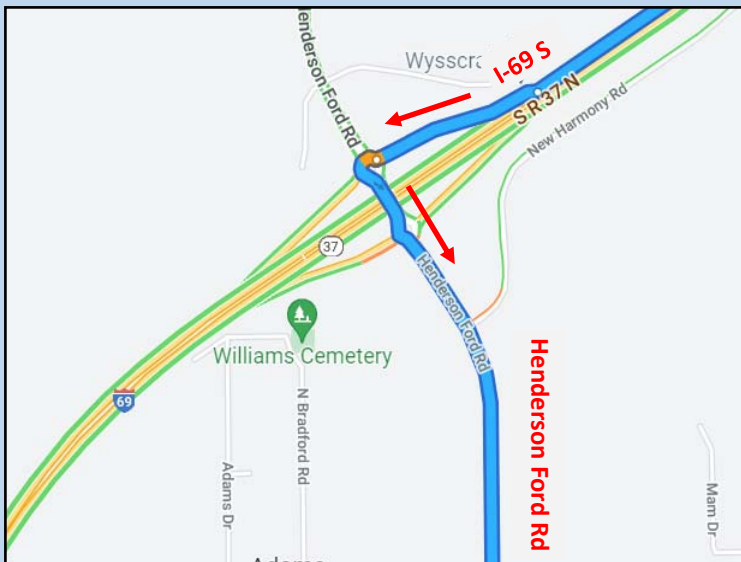 Henderson Ford Rd
Wysscra
I-69 S
S R 37 N
New Harmony Rd
37
Henderson Ford Rd
Williams Cemetery
Henderson Ford Rd
69
N Bradford Rd
Adams Dr
Mam Dr
Adams